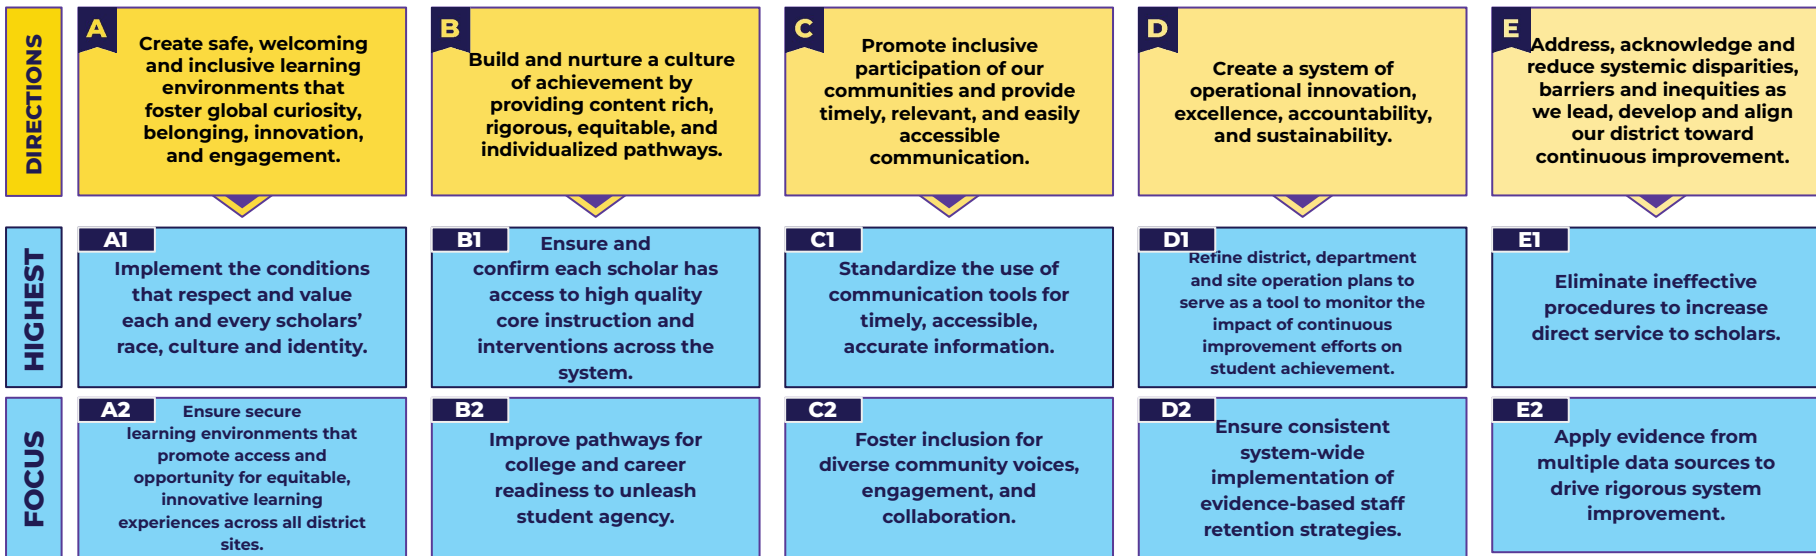 DIRECTIONS
A
Create safe, welcoming
and inclusive learning
environments that
foster global curiosity,
belonging, innovation,
and engagement.
B
Build and nurture a culture
of achievement by
providing content rich,
rigorous, equitable, and
individualized pathways.
C
Promote inclusive
participation of our
communities and provide
timely, relevant, and easily
accessible
communication.
D
Create a system of
operational innovation,
excellence, accountability,
and sustainability.
E
Address, acknowledge and
reduce systemic disparities,
barriers and inequities as
we lead, develop and align
our district toward
continuous improvement.
HIGHEST
A1
Implement the conditions
that respect and value
each and every scholars’
race, culture and identity.
B1
Ensure and
confirm each scholar has
access to high quality
core instruction and
interventions across the
system.
C1
Standardize the use of
communication tools for
timely, accessible,
accurate information.
D1
Refine district, department
and site operation plans to
serve as a tool to monitor the
impact of continuous
improvement efforts on
student achievement.
E1
Eliminate ineffective
procedures to increase
direct service to scholars.
FOCUS
A2
Ensure secure
learning environments that
promote access and
opportunity for equitable,
innovative learning
experiences across all district
sites.
B2
Improve pathways for
college and career
readiness to unleash
student agency.
C2
Foster inclusion for
diverse community voices,
engagement, and
collaboration.
D2
Ensure consistent
system-wide
implementation of
evidence-based staff
retention strategies.
E2
Apply evidence from
multiple data sources to
drive rigorous system
improvement.